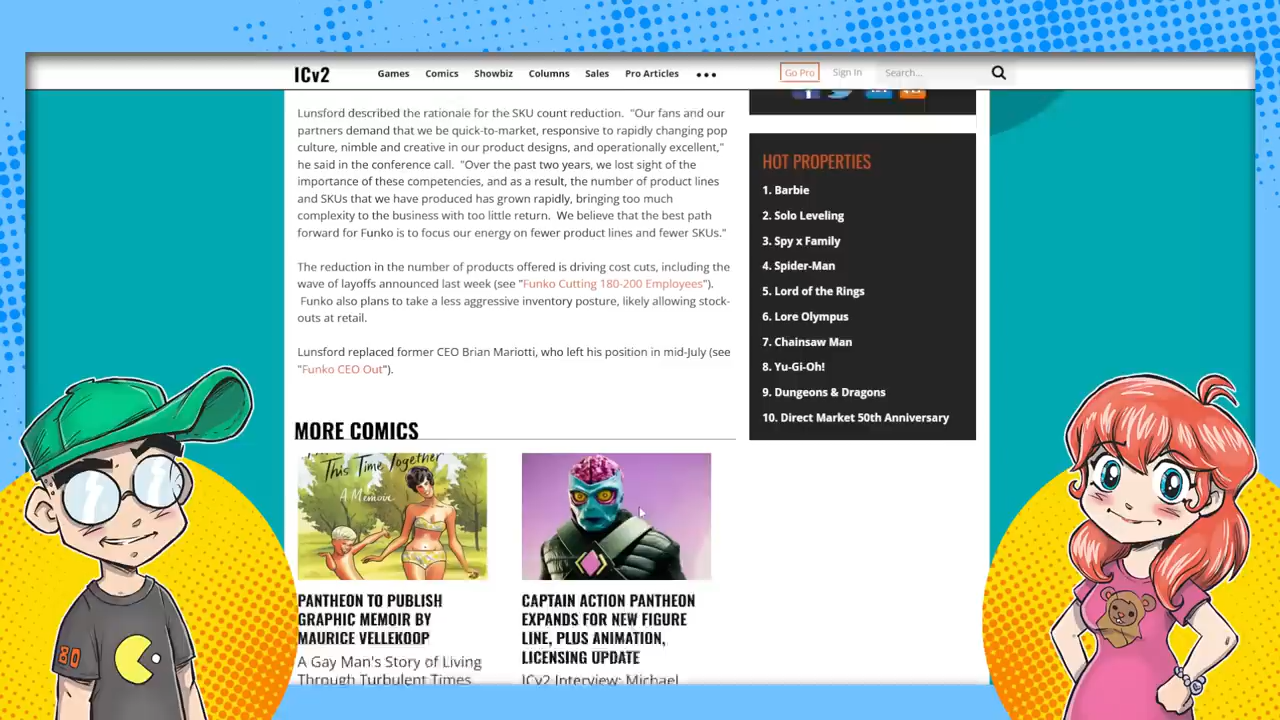 ICv2
Games Comics Showbiz Columns Sales Pro Articles
Go Pro Sign In Search...
Lunsford described the rationale for the SKU count reduction. "Our fans and our
partners demand that we be quick-to-market, responsive to rapidly changing pop
culture, nimble and creative in our product designs, and operationally excellent,"
he said in the conference call. "Over the past two years, we lost sight of the
importance of these competencies, and as a result, the number of product lines
and SKUs that we have produced has grown rapidly, bringing too much
complexity to the business with too little return. We believe that the best path
forward for Funko is to focus our energy on fewer product lines and fewer SKUs."
The reduction in the number of products offered is driving cost cuts, including the
wave of layoffs announced last week (see "Funko Cutting 180-200 Employees").
Funko also plans to take a less aggressive inventory posture, likely allowing stock-
outs at retail.
Lunsford replaced former CEO Brian Mariotti, who left his position in mid-July (see
"Funko CEO Out").
HOT PROPERTIES
1. Barbie
2. Solo Leveling
3. Spy x Family
4. Spider-Man
5. Lord of the Rings
6. Lore Olympus
7. Chainsaw Man
8. Yu-Gi-Oh!
9. Dungeons & Dragons
10. Direct Market 50th Anniversary
MORE COMICS
This Time Together
A Memoir
PANTHEON TO PUBLISH
GRAPHIC MEMOIR BY
MAURICE VELLEKOOP
A Gay Man's Story of Living
Through Turbulent Times
CAPTAIN ACTION PANTHEON
EXPANDS FOR NEW FIGURE
LINE, PLUS ANIMATION,
LICENSING UPDATE
ICv2 Interview: Michael
80